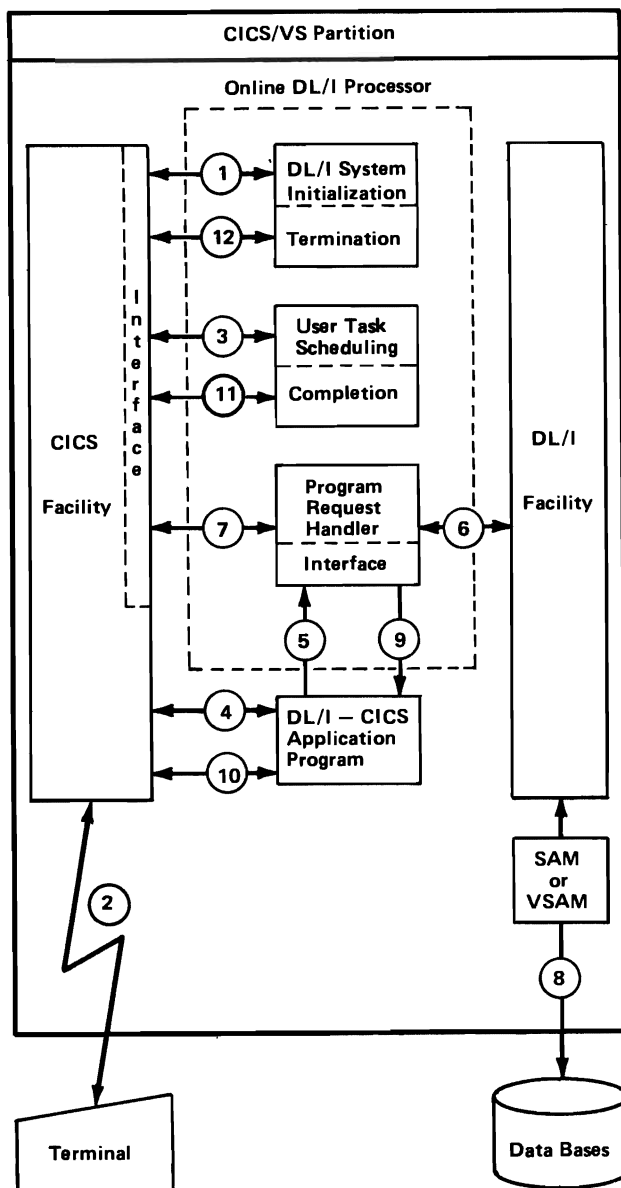 CICS/VS Partition
Online DL/I Processor
1
DL/I System
Initialization
12
Termination
Interface
3
User Task
Scheduling
11
Completion
CICS
Facility
DL/I
Facility
7
Program
Request
Handler
6
Interface
5
9
4
DL/I — CICS
Application
Program
10
SAM
or
VSAM
2
8
Terminal
Data Bases